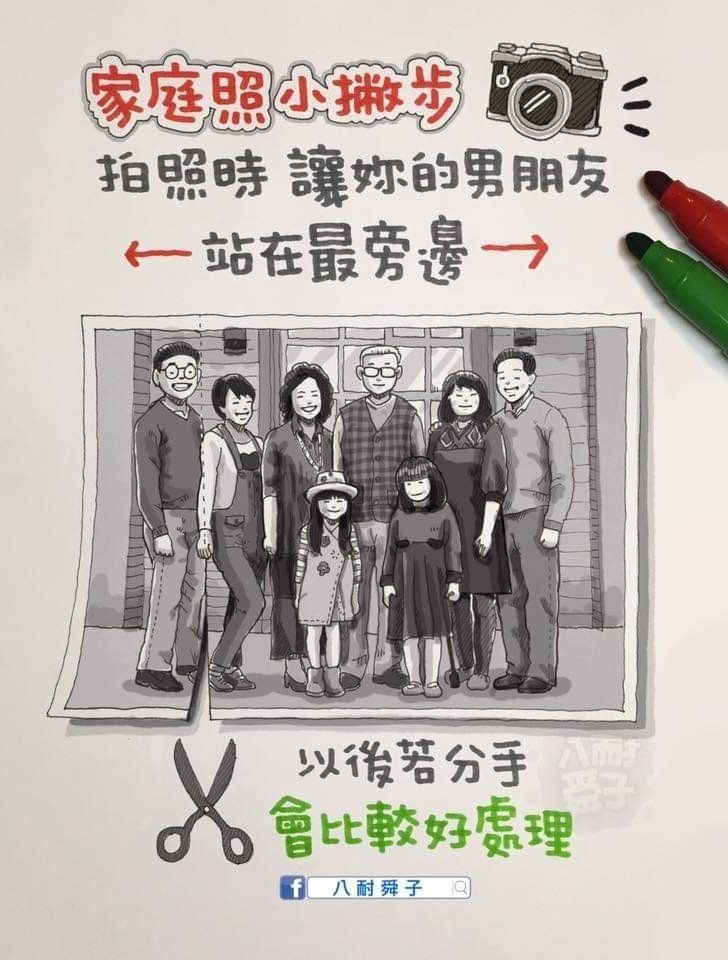 家庭照小撇步
拍照時 讓妳的男朋友
← 站在最旁邊 →
以後若分手
會比較好處理
八耐舜子
f 八耐舜子